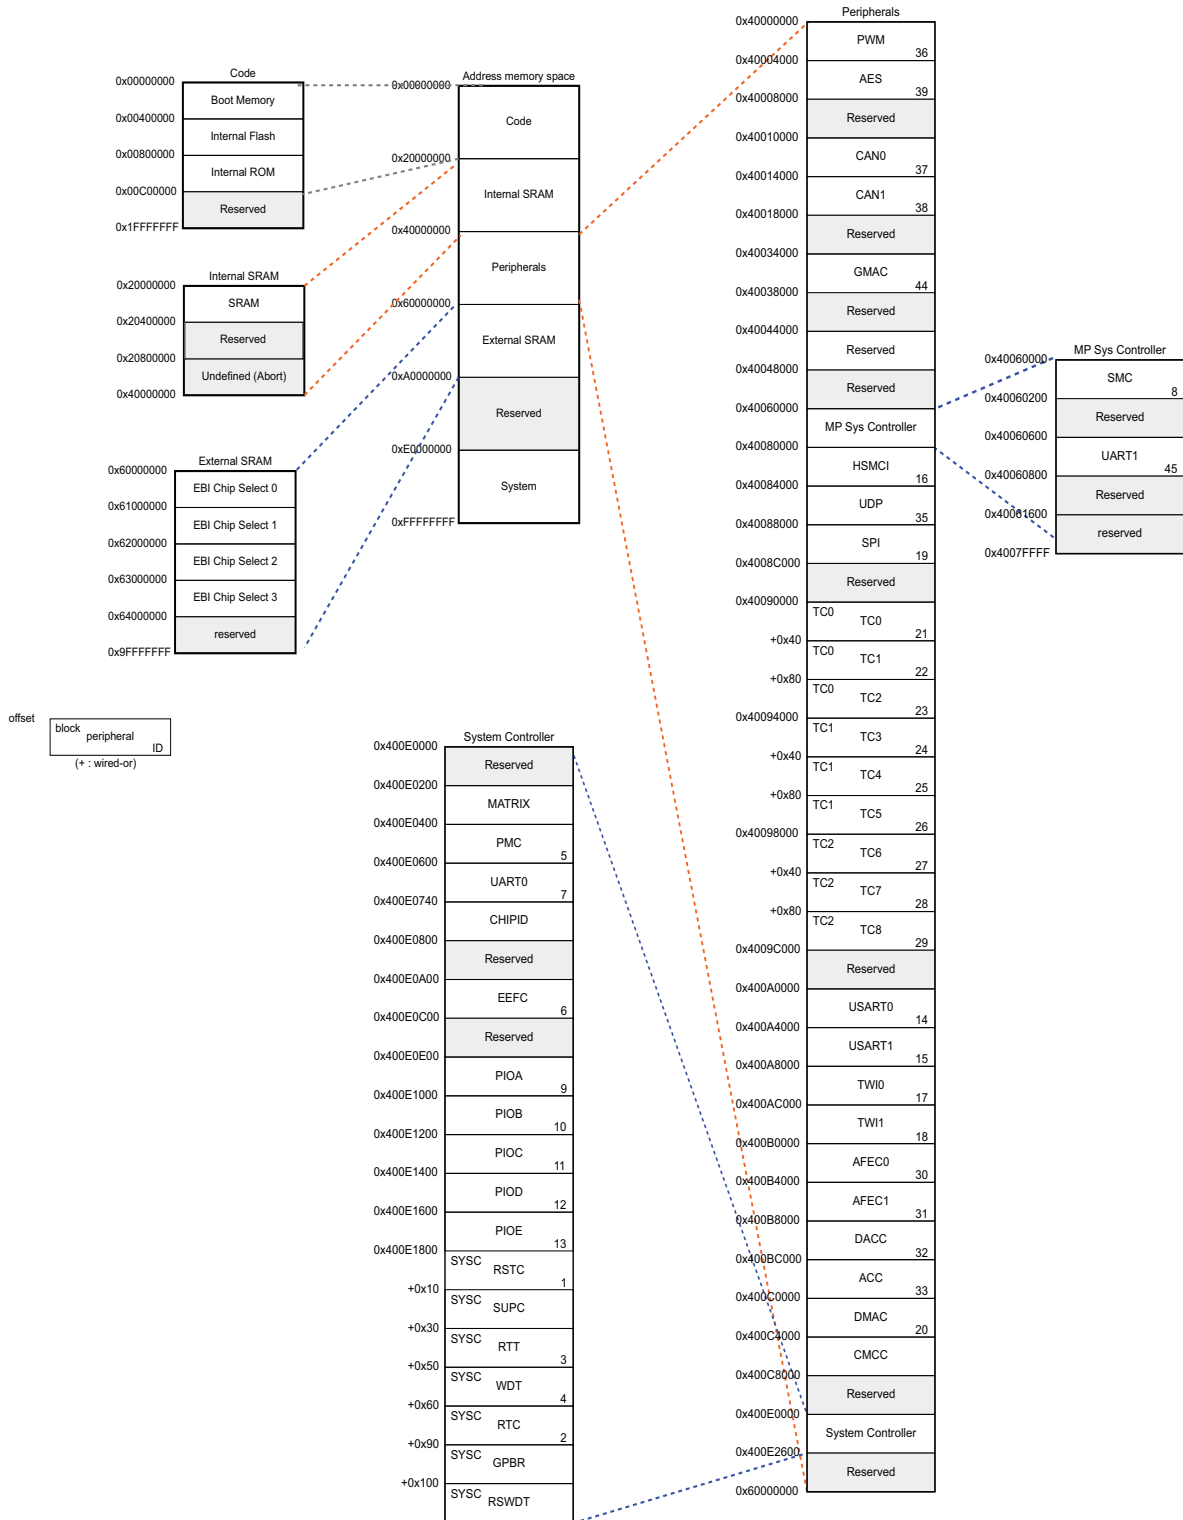 Code
0x00000000
Boot Memory
0x00400000
Internal Flash
0x00800000
Internal ROM
0x00C00000
Reserved
0x1FFFFFFF
Internal SRAM
0x20000000
SRAM
0x20400000
Reserved
0x20800000
Undefined (Abort)
0x40000000
External SRAM
0x60000000
EBI Chip Select 0
0x61000000
EBI Chip Select 1
0x62000000
EBI Chip Select 2
0x63000000
EBI Chip Select 3
0x64000000
reserved
0x9FFFFFFF
offset
block
peripheral
ID
(+ : wired-or)
Address memory space
0x00000000
Code
0x20000000
Internal SRAM
0x40000000
Peripherals
0x60000000
External SRAM
0xA0000000
Reserved
0xE0000000
System
0xFFFFFFFF
System Controller
0x400E0000
Reserved
0x400E0200
MATRIX
0x400E0400
PMC
5
0x400E0600
UART0
7
0x400E0740
CHIPID
0x400E0800
Reserved
0x400E0A00
EEFC
6
0x400E0C00
Reserved
0x400E0E00
PIOA
9
0x400E1000
PIOB
10
0x400E1200
PIOC
11
0x400E1400
PIOD
12
0x400E1600
PIOE
13
0x400E1800
SYSC
RSTC
1
+0x10
SYSC
SUPC
+0x30
SYSC
RTT
3
+0x50
SYSC
WDT
4
+0x60
SYSC
RTC
2
+0x90
SYSC
GPBR
+0x100
SYSC
RSWDT
Peripherals
0x40000000
PWM
36
0x40004000
AES
39
0x40008000
Reserved
0x40010000
CAN0
37
0x40014000
CAN1
38
0x40018000
Reserved
0x40034000
GMAC
44
0x40038000
Reserved
0x40044000
Reserved
0x40048000
Reserved
0x40060000
MP Sys Controller
0x40080000
HSMCI
16
0x40084000
UDP
35
0x40088000
SPI
19
0x4008C000
Reserved
0x40090000
TC0
TC0
21
+0x40
TC0
TC1
22
+0x80
TC0
TC2
23
0x40094000
TC1
TC3
24
+0x40
TC1
TC4
25
+0x80
TC1
TC5
26
0x40098000
TC2
TC6
27
+0x40
TC2
TC7
28
+0x80
TC2
TC8
29
0x4009C000
Reserved
0x400A0000
USART0
14
0x400A4000
USART1
15
0x400A8000
TWI0
17
0x400AC000
TWI1
18
0x400B0000
AFEC0
30
0x400B4000
AFEC1
31
0x400B8000
DACC
32
0x400BC000
ACC
33
0x400C0000
DMAC
20
0x400C4000
CMCC
0x400C8000
Reserved
0x400E0000
System Controller
0x400E2600
Reserved
0x60000000
MP Sys Controller
0x40060000
SMC
8
0x40060200
Reserved
0x40060600
UART1
45
0x40060800
Reserved
0x40061600
reserved
0x4007FFFF